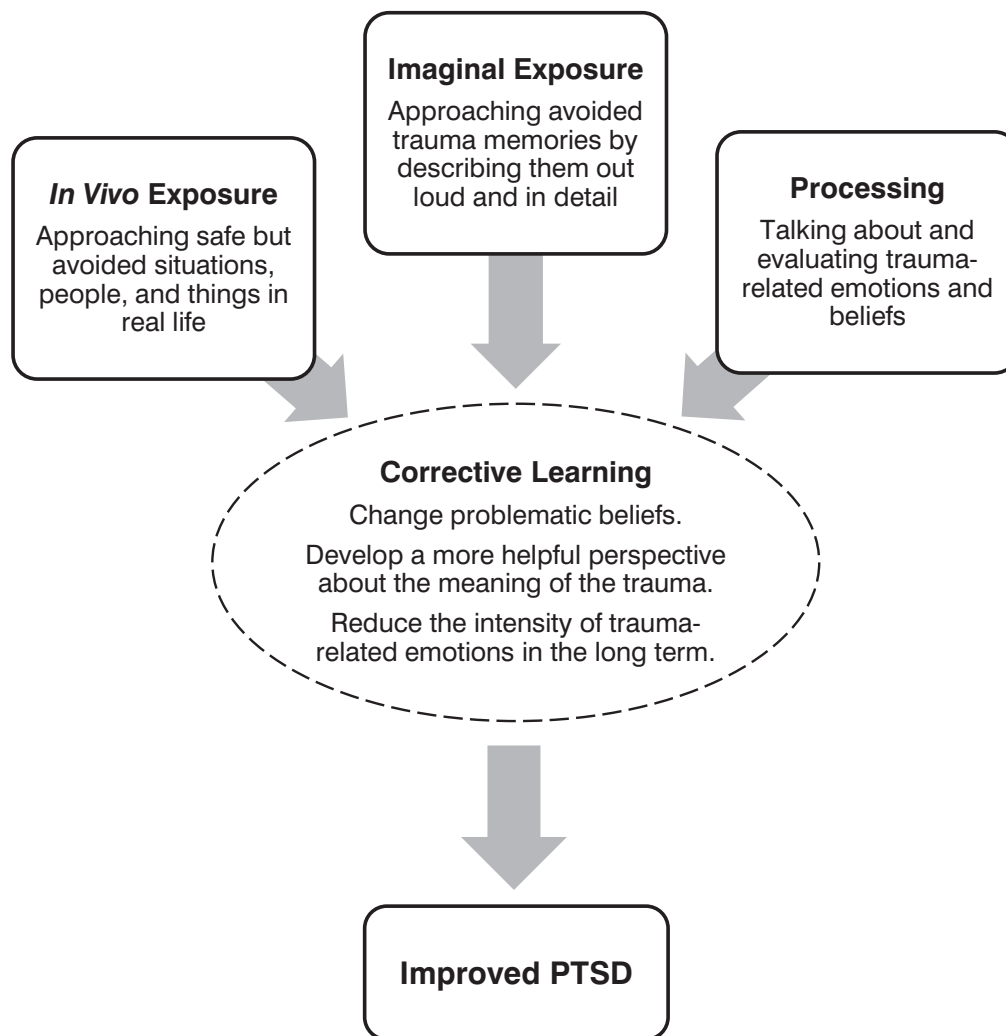 Imaginal Exposure
Approaching avoided
trauma memories by
describing them out
loud and in detail
In Vivo Exposure
Approaching safe but
avoided situations,
people, and things in
real life
Processing
Talking about and
evaluating trauma-
related emotions and
beliefs
Corrective Learning
Change problematic beliefs.
Develop a more helpful perspective
about the meaning of the trauma.
Reduce the intensity of trauma-
related emotions in the long term.
Improved PTSD